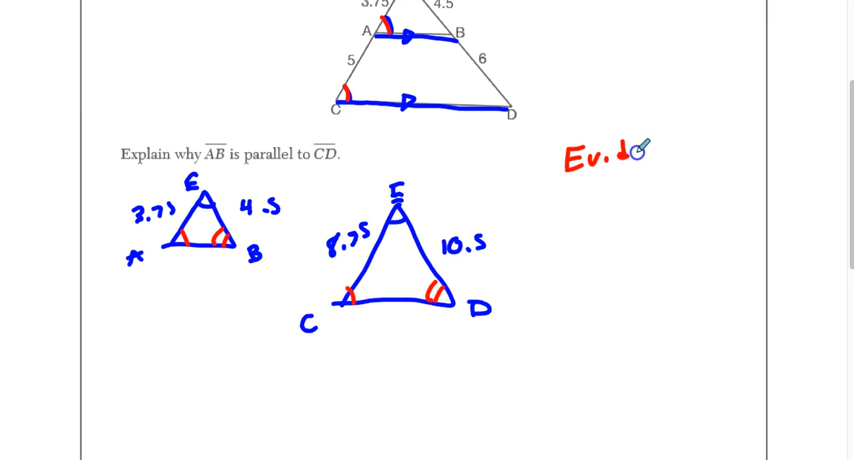 3.75
4.5
A
B
5
6
C
D
Explain why AB is parallel to CD.
Ev.de
E
3.75
4.5
A
B
E
8.75
10.5
C
D